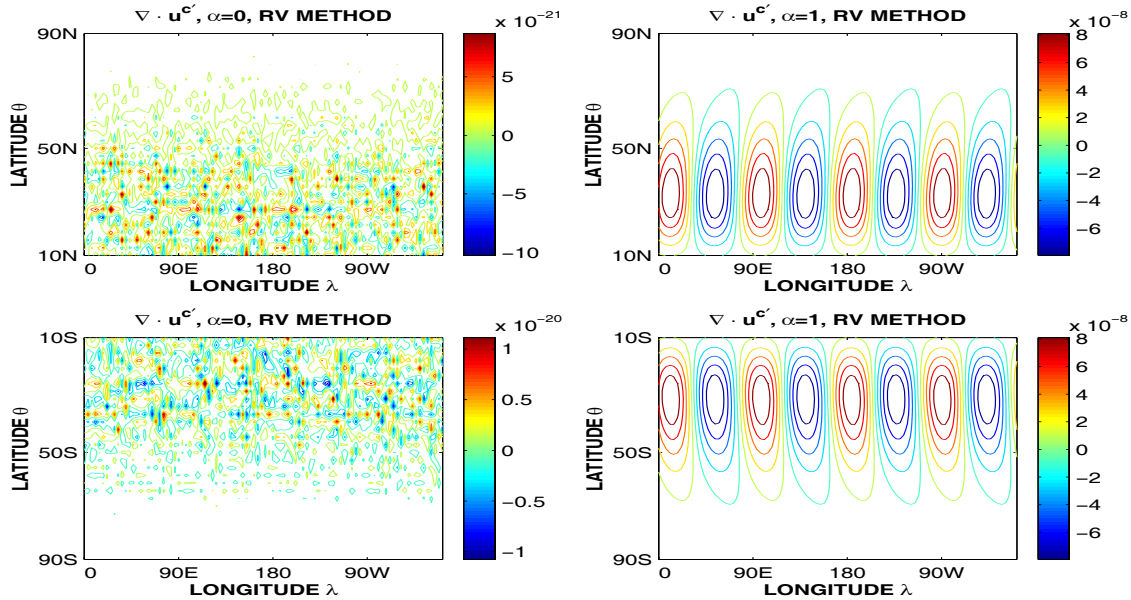 ∇ · u^c′, α=0, RV METHOD
x 10^−21
90N
50N
10N
LATITUDE θ
0 90E 180 90W
LONGITUDE λ
5
0
−5
−10
∇ · u^c′, α=1, RV METHOD
x 10^−8
90N
50N
10N
LATITUDE θ
0 90E 180 90W
LONGITUDE λ
8
6
4
2
0
−2
−4
−6
∇ · u^c′, α=0, RV METHOD
x 10^−20
10S
50S
90S
LATITUDE θ
0 90E 180 90W
LONGITUDE λ
1
0.5
0
−0.5
−1
∇ · u^c′, α=1, RV METHOD
x 10^−8
10S
50S
90S
LATITUDE θ
0 90E 180 90W
LONGITUDE λ
8
6
4
2
0
−2
−4
−6